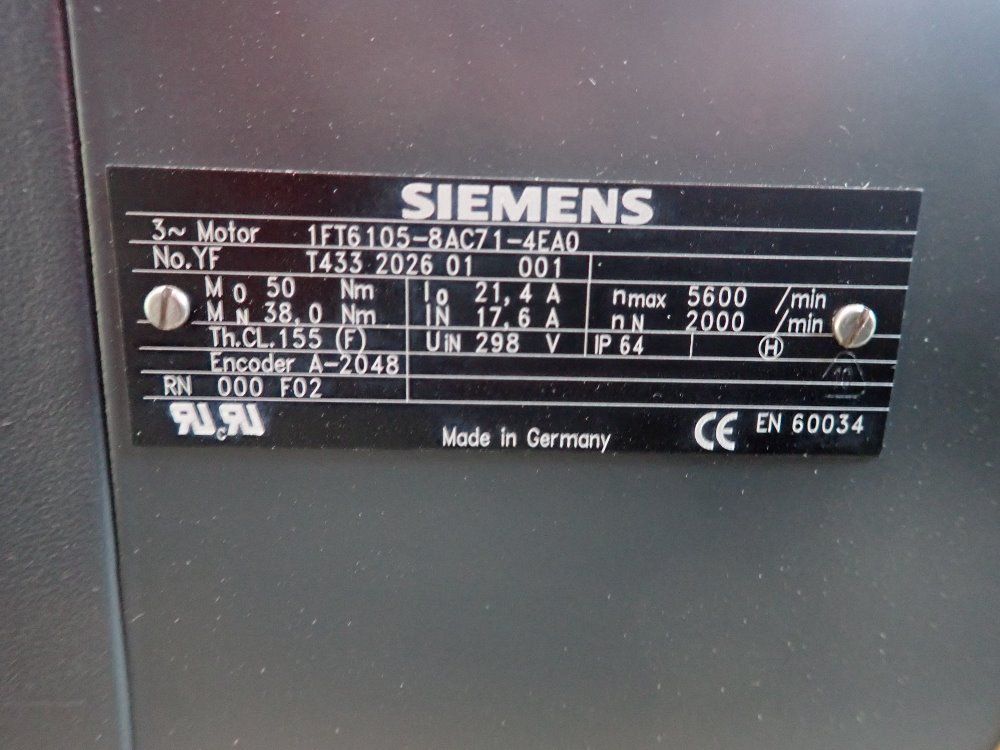 SIEMENS
3~ Motor 1FT6105-8AC71-4EA0
No.YF T433 2026 01 001
M0 50 Nm I0 21,4 A nmax 5600 /min
MN 38,0 Nm IN 17,6 A nN 2000 /min
Th.CL.155 (F) UiN 298 V IP 64 H
Encoder A-2048
RN 000 F02
Made in Germany CE EN 60034